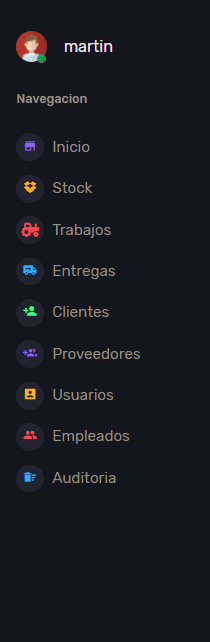 martin
Navegacion
Inicio
Stock
Trabajos
Entregas
Clientes
Proveedores
Usuarios
Empleados
Auditoria